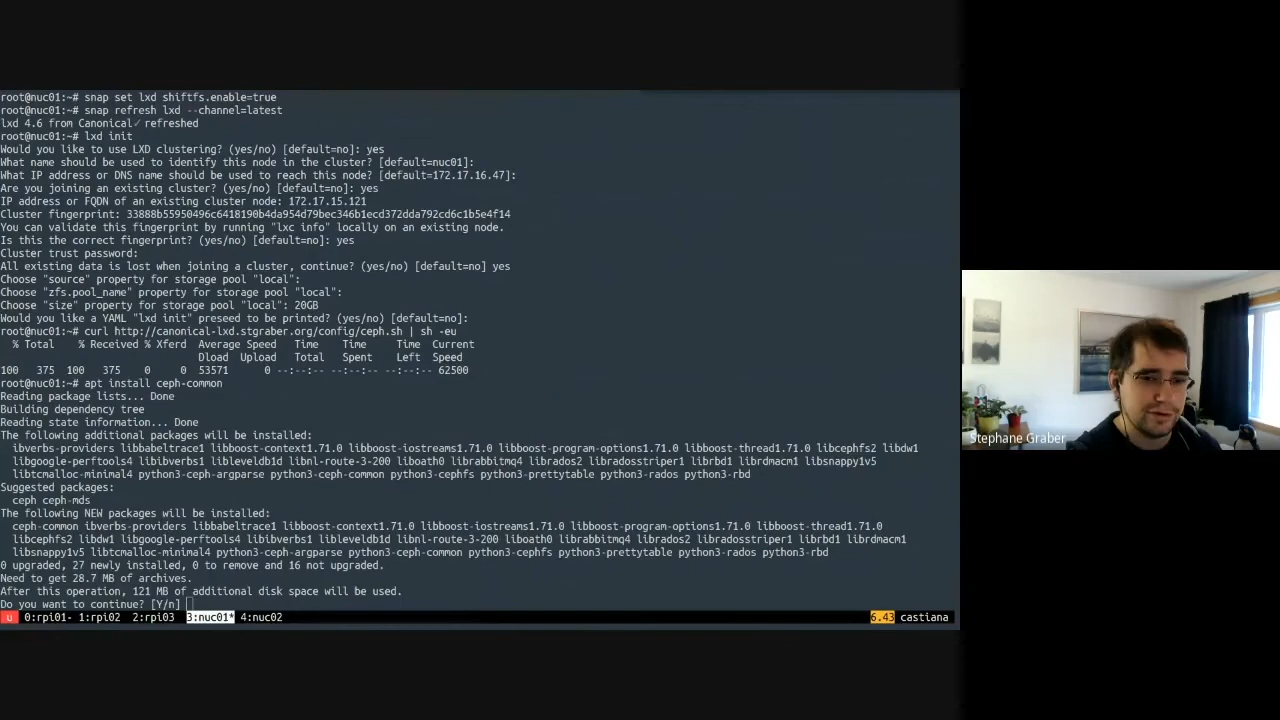 root@nuc01:~# snap set lxd shiftfs.enable=true
root@nuc01:~# snap refresh lxd --channel=latest
lxd 4.6 from Canonical✓ refreshed
root@nuc01:~# lxd init
Would you like to use LXD clustering? (yes/no) [default=no]: yes
What name should be used to identify this node in the cluster? [default=nuc01]:
What IP address or DNS name should be used to reach this node? [default=172.17.16.47]:
Are you joining an existing cluster? (yes/no) [default=no]: yes
IP address or FQDN of an existing cluster node: 172.17.15.121
Cluster fingerprint: 33888b55950496c6418190b4da954d79bec346b1ecd372dda792cd6c1b5e4f14
You can validate this fingerprint by running "lxc info" locally on an existing node.
Is this the correct fingerprint? (yes/no) [default=no]: yes
Cluster trust password:
All existing data is lost when joining a cluster, continue? (yes/no) [default=no] yes
Choose "source" property for storage pool "local":
Choose "zfs.pool_name" property for storage pool "local":
Choose "size" property for storage pool "local": 20GB
Would you like a YAML "lxd init" preseed to be printed? (yes/no) [default=no]:
root@nuc01:~# curl http://canonical-lxd.stgraber.org/config/ceph.sh | sh -eu
% Total % Received % Xferd Average Speed Time Time Time Current
Dload Upload Total Spent Left Speed
100 375 100 375 0 0 53571 0 --:--:-- --:--:-- --:--:-- 62500
root@nuc01:~# apt install ceph-common
Reading package lists... Done
Building dependency tree
Reading state information... Done
The following additional packages will be installed:
ibverbs-providers libbabeltrace1 libboost-context1.71.0 libboost-iostreams1.71.0 libboost-program-options1.71.0 libboost-thread1.71.0 libcephfs2 libdw1
libgoogle-perftools4 libibverbs1 libleveldb1d libnl-route-3-200 liboath0 librabbitmq4 librados2 libradosstriper1 librbd1 librdmacm1 libsnappy1v5
libtcmalloc-minimal4 python3-ceph-argparse python3-ceph-common python3-cephfs python3-prettytable python3-rados python3-rbd
Suggested packages:
ceph ceph-mds
The following NEW packages will be installed:
ceph-common ibverbs-providers libbabeltrace1 libboost-context1.71.0 libboost-iostreams1.71.0 libboost-program-options1.71.0 libboost-thread1.71.0
libcephfs2 libdw1 libgoogle-perftools4 libibverbs1 libleveldb1d libnl-route-3-200 liboath0 librabbitmq4 librados2 libradosstriper1 librbd1 librdmacm1
libsnappy1v5 libtcmalloc-minimal4 python3-ceph-argparse python3-ceph-common python3-cephfs python3-prettytable python3-rados python3-rbd
0 upgraded, 27 newly installed, 0 to remove and 16 not upgraded.
Need to get 28.7 MB of archives.
After this operation, 121 MB of additional disk space will be used.
Do you want to continue? [Y/n]
u 0:rpi01- 1:rpi02 2:rpi03 3:nuc01* 4:nuc02 6.43 castiana
Stephane Graber